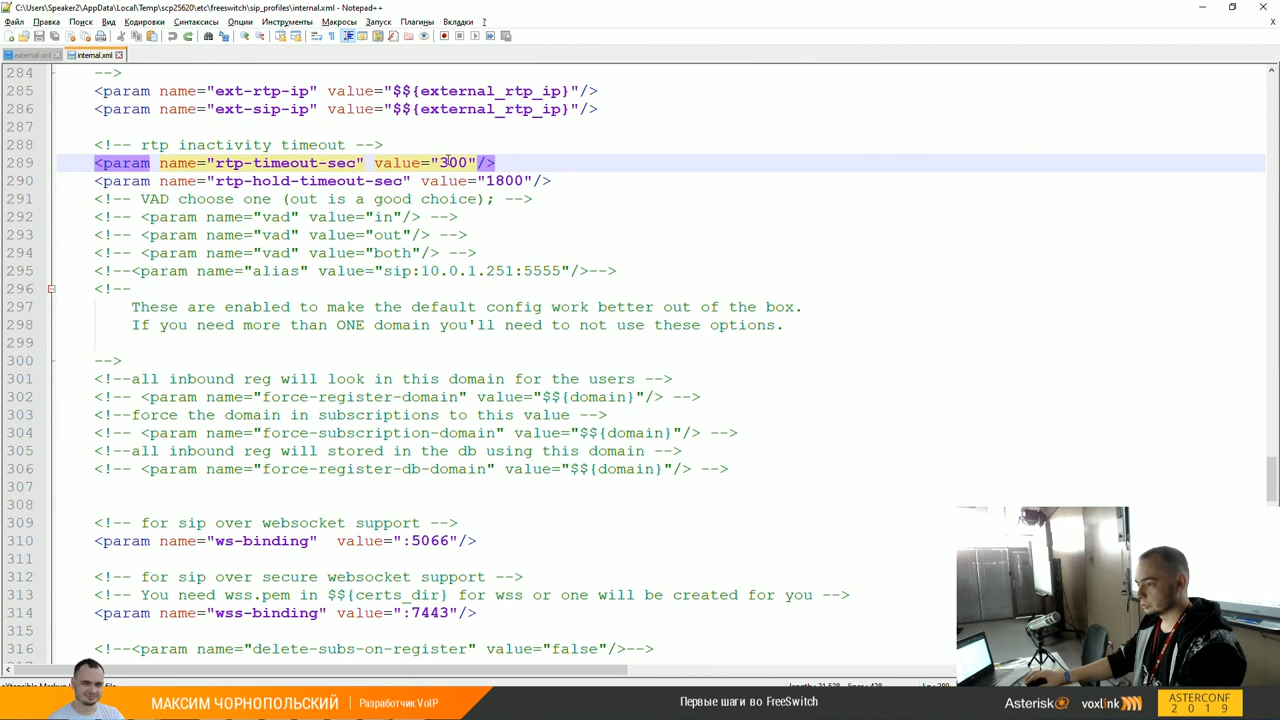 C:\Users\Speaker2\AppData\Local\Temp\scp25620\etc\freeswitch\sip_profiles\internal.xml - Notepad++
Файл Правка Поиск Вид Кодировки Синтаксисы Опции Инструменты Макросы Запуск Плагины Вкладки ?
external.xml internal.xml
284 -->
285 <param name="ext-rtp-ip" value="$${external_rtp_ip}"/>
286 <param name="ext-sip-ip" value="$${external_rtp_ip}"/>
287
288 <!-- rtp inactivity timeout -->
289 <param name="rtp-timeout-sec" value="300"/>
290 <param name="rtp-hold-timeout-sec" value="1800"/>
291 <!-- VAD choose one (out is a good choice); -->
292 <!-- <param name="vad" value="in"/> -->
293 <!-- <param name="vad" value="out"/> -->
294 <!-- <param name="vad" value="both"/> -->
295 <!--<param name="alias" value="sip:10.0.1.251:5555"/>-->
296 <!--
297 These are enabled to make the default config work better out of the box.
298 If you need more than ONE domain you'll need to not use these options.
299
300 -->
301 <!--all inbound reg will look in this domain for the users -->
302 <!-- <param name="force-register-domain" value="$${domain}"/> -->
303 <!--force the domain in subscriptions to this value -->
304 <!-- <param name="force-subscription-domain" value="$${domain}"/> -->
305 <!--all inbound reg will stored in the db using this domain -->
306 <!-- <param name="force-register-db-domain" value="$${domain}"/> -->
307
308
309 <!-- for sip over websocket support -->
310 <param name="ws-binding"  value=":5066"/>
311
312 <!-- for sip over secure websocket support -->
313 <!-- You need wss.pem in $${certs_dir} for wss or one will be created for you -->
314 <param name="wss-binding" value=":7443"/>
315
316 <!--<param name="delete-subs-on-register" value="false"/>-->
МАКСИМ ЧОРНОПОЛЬСКИЙ Разработчик VoIP
Первые шаги во FreeSwitch
Asterisk voxlink
ASTERCONF
2019